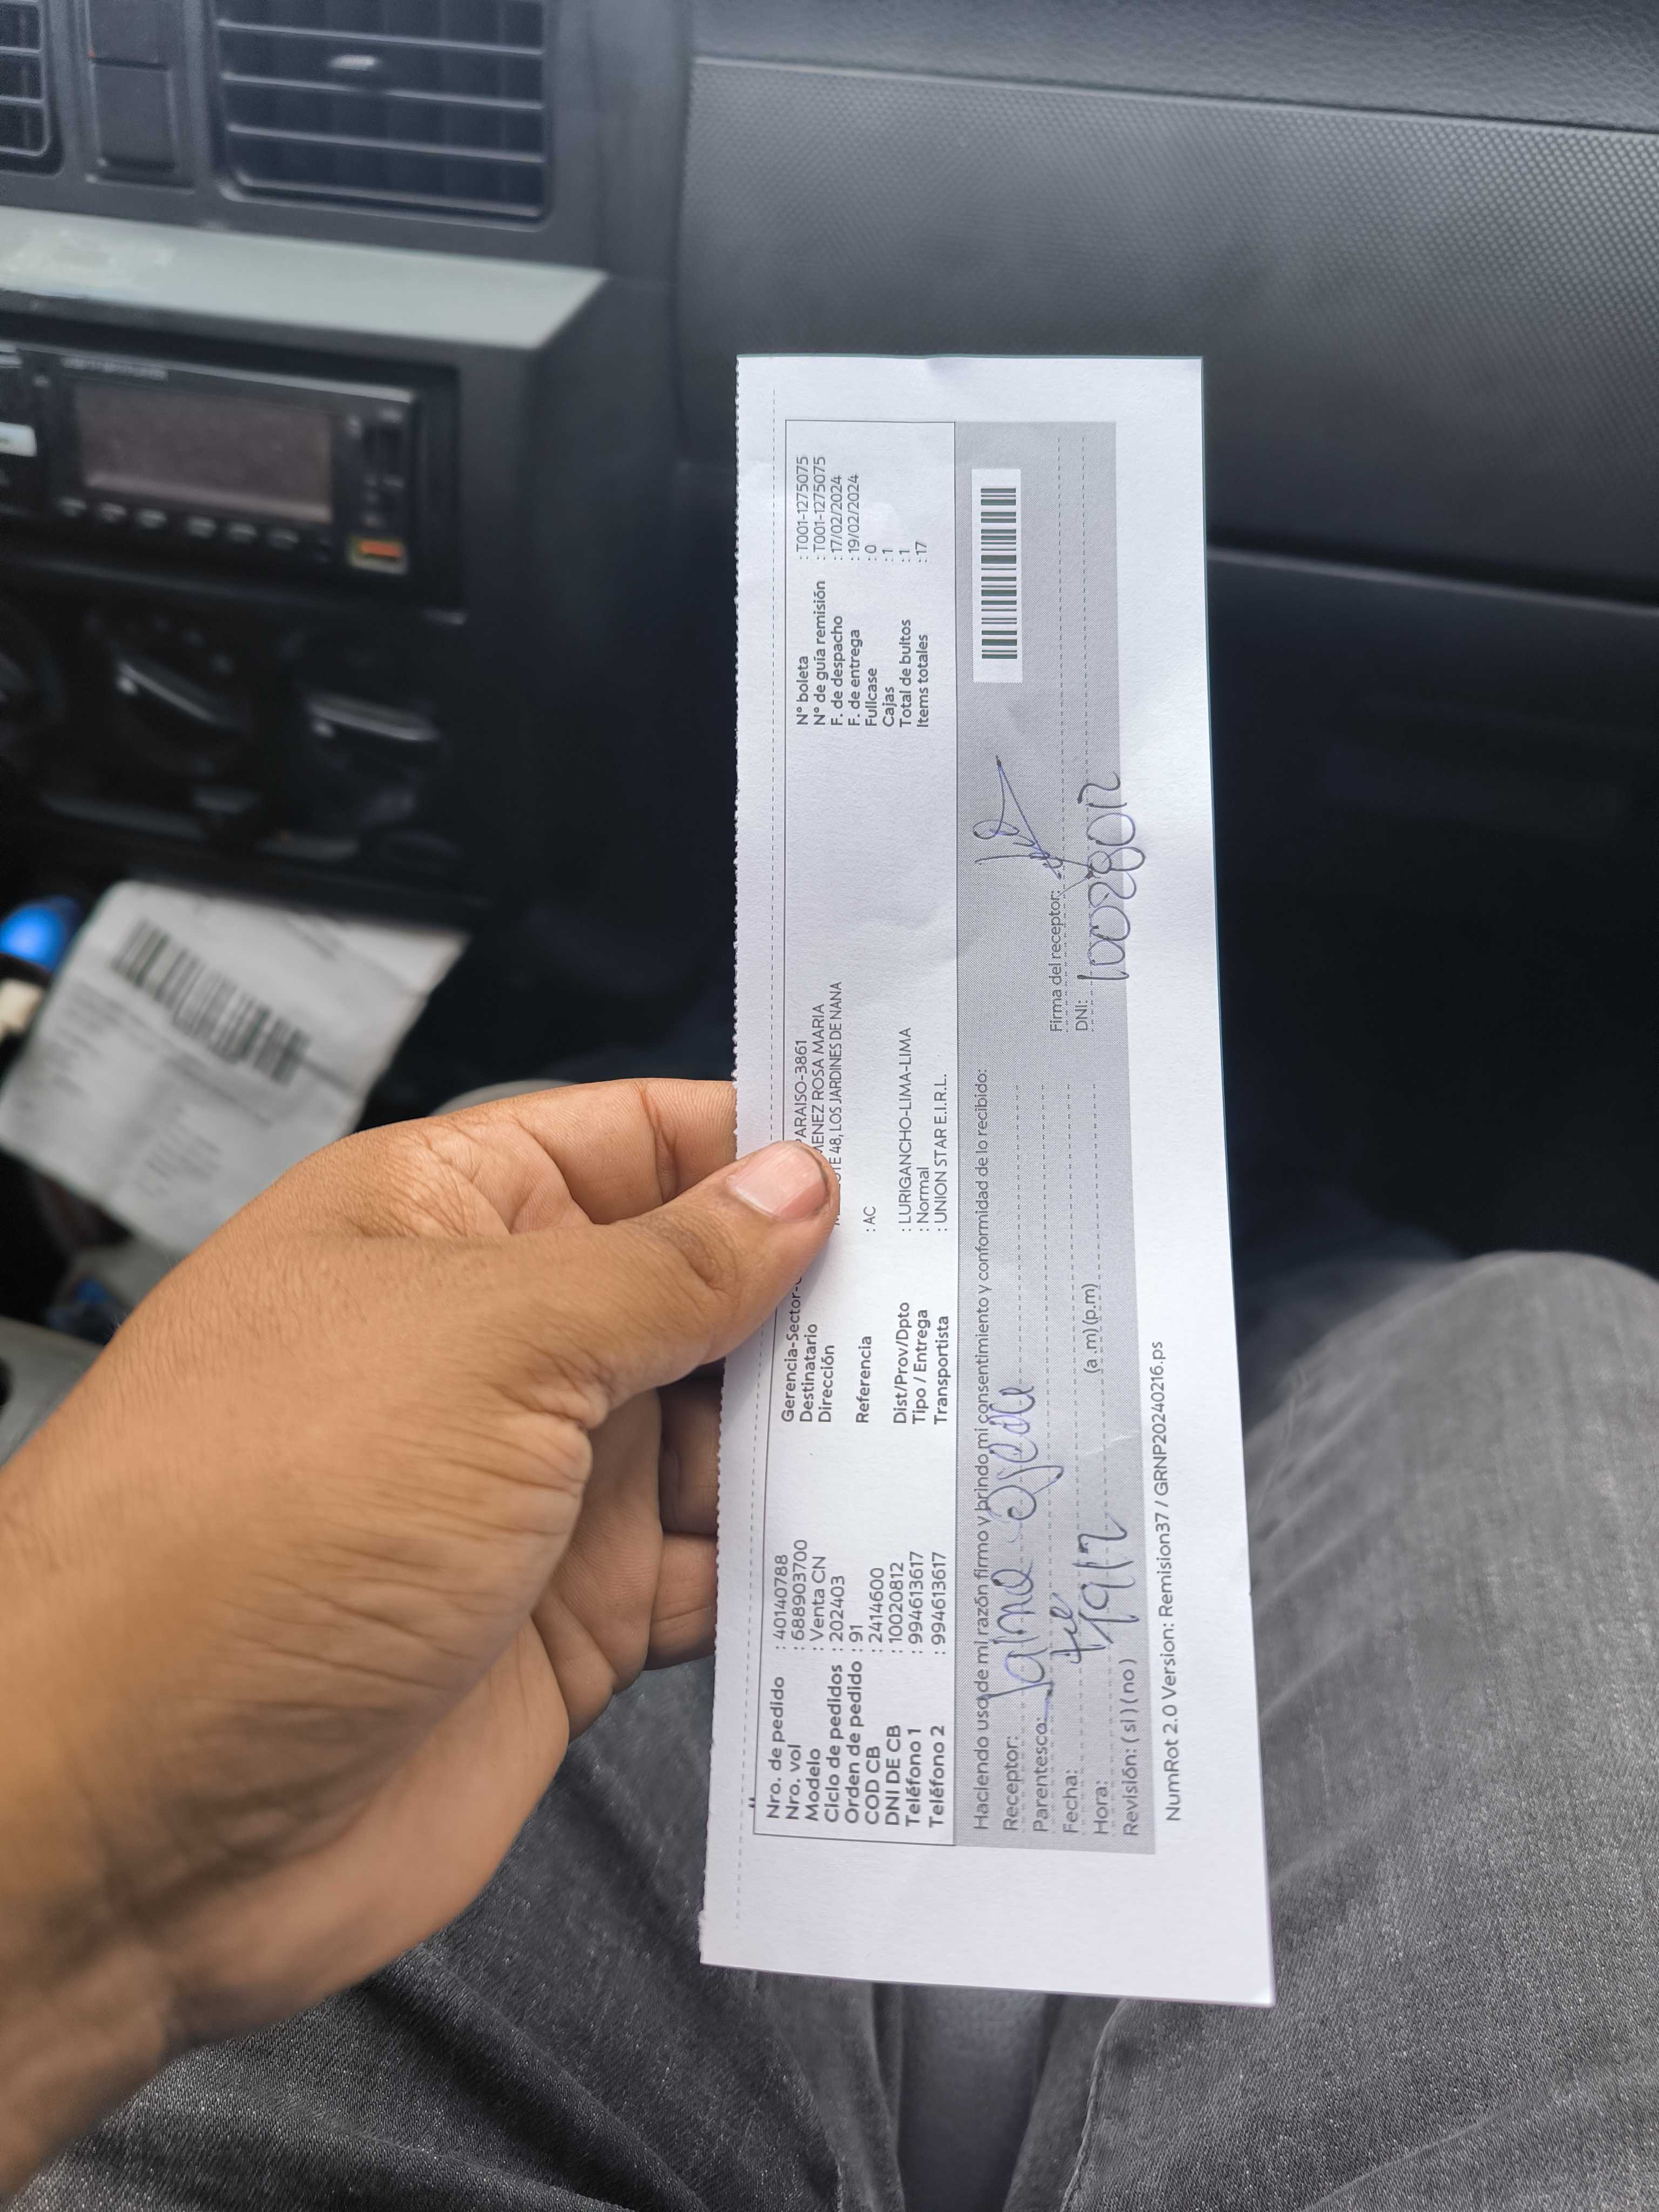 Nro. de pedido : 40140788
Nro. vol : 688903700
Modelo : Venta CN
Ciclo de pedidos : 202403
Orden de pedido : 91
COD CB : 2414600
DNI DE CB : 10020812
Teléfono 1 : 994613617
Teléfono 2 : 994613617
Gerencia-Sector- ARAISO-3861
Destinatario MENEZ ROSA MARIA
Dirección TE 48, LOS JARDINES DE NANA
Referencia : AC
Dist/Prov/Dpto : LURIGANCHO-LIMA-LIMA
Tipo / Entrega : Normal
Transportista : UNION STAR E.I.R.L.
N° boleta : T001-1275075
N° de guía remisión : T001-1275075
F. de despacho : 17/02/2024
F. de entrega : 19/02/2024
Fullcase : 0
Cajas : 1
Total de bultos : 1
Items totales : 17
Haciendo uso de mi razón firmo y brindo mi consentimiento y conformidad de lo recibido:
Receptor:
Parentesco:
Fecha:
Hora: (a .m) (p.m)
Revisión: ( si ) ( no )
Firma del receptor:
DNI:
NumRot 2.0 Version: Remision37 / GRNP20240216.ps